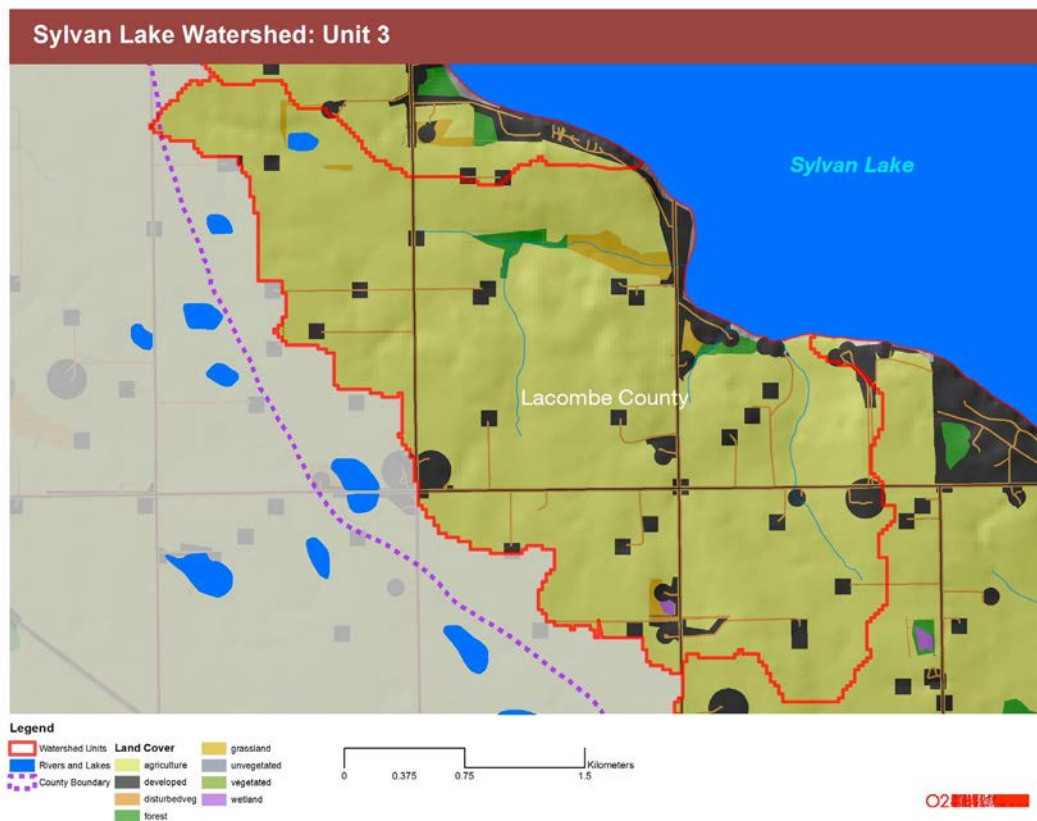 Sylvan Lake Watershed: Unit 3
Sylvan Lake
Lacombe County
Legend
Watershed Units
Rivers and Lakes
County Boundary
Land Cover
agriculture
developed
disturbedveg
forest
grassland
unvegetated
vegetated
wetland
0 0.375 0.75 1.5
Kilometers
O2